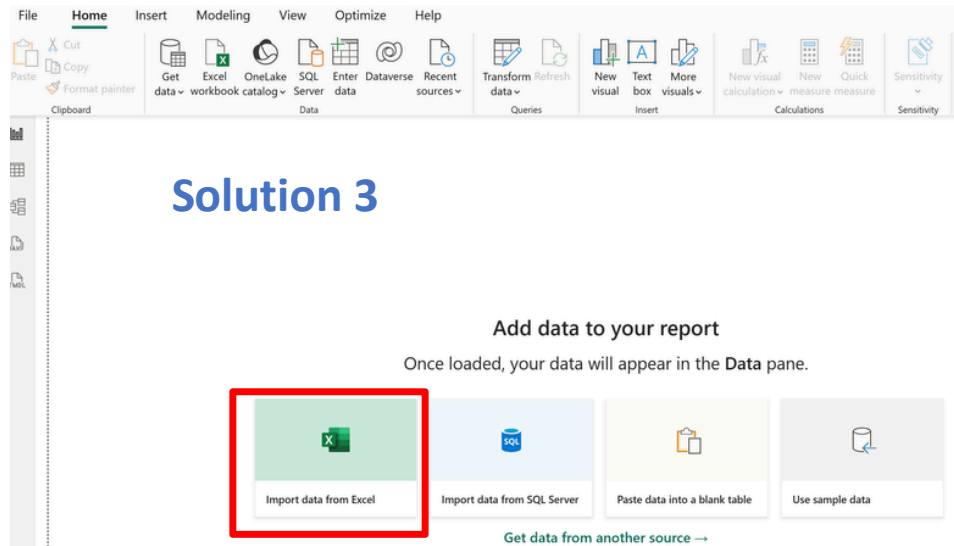 File Home Insert Modeling View Optimize Help
Paste
Cut
Copy
Format painter
Clipboard
Get data
Excel workbook
OneLake catalog
SQL Server
Enter data
Dataverse
Recent sources
Data
Transform data
Refresh
Queries
New visual
Text box
More visuals
Insert
New visual calculation
New measure
Quick measure
Calculations
Sensitivity
Sensitivity
Solution 3
Add data to your report
Once loaded, your data will appear in the Data pane.
Import data from Excel
SQL
Import data from SQL Server
Paste data into a blank table
Use sample data
Get data from another source →